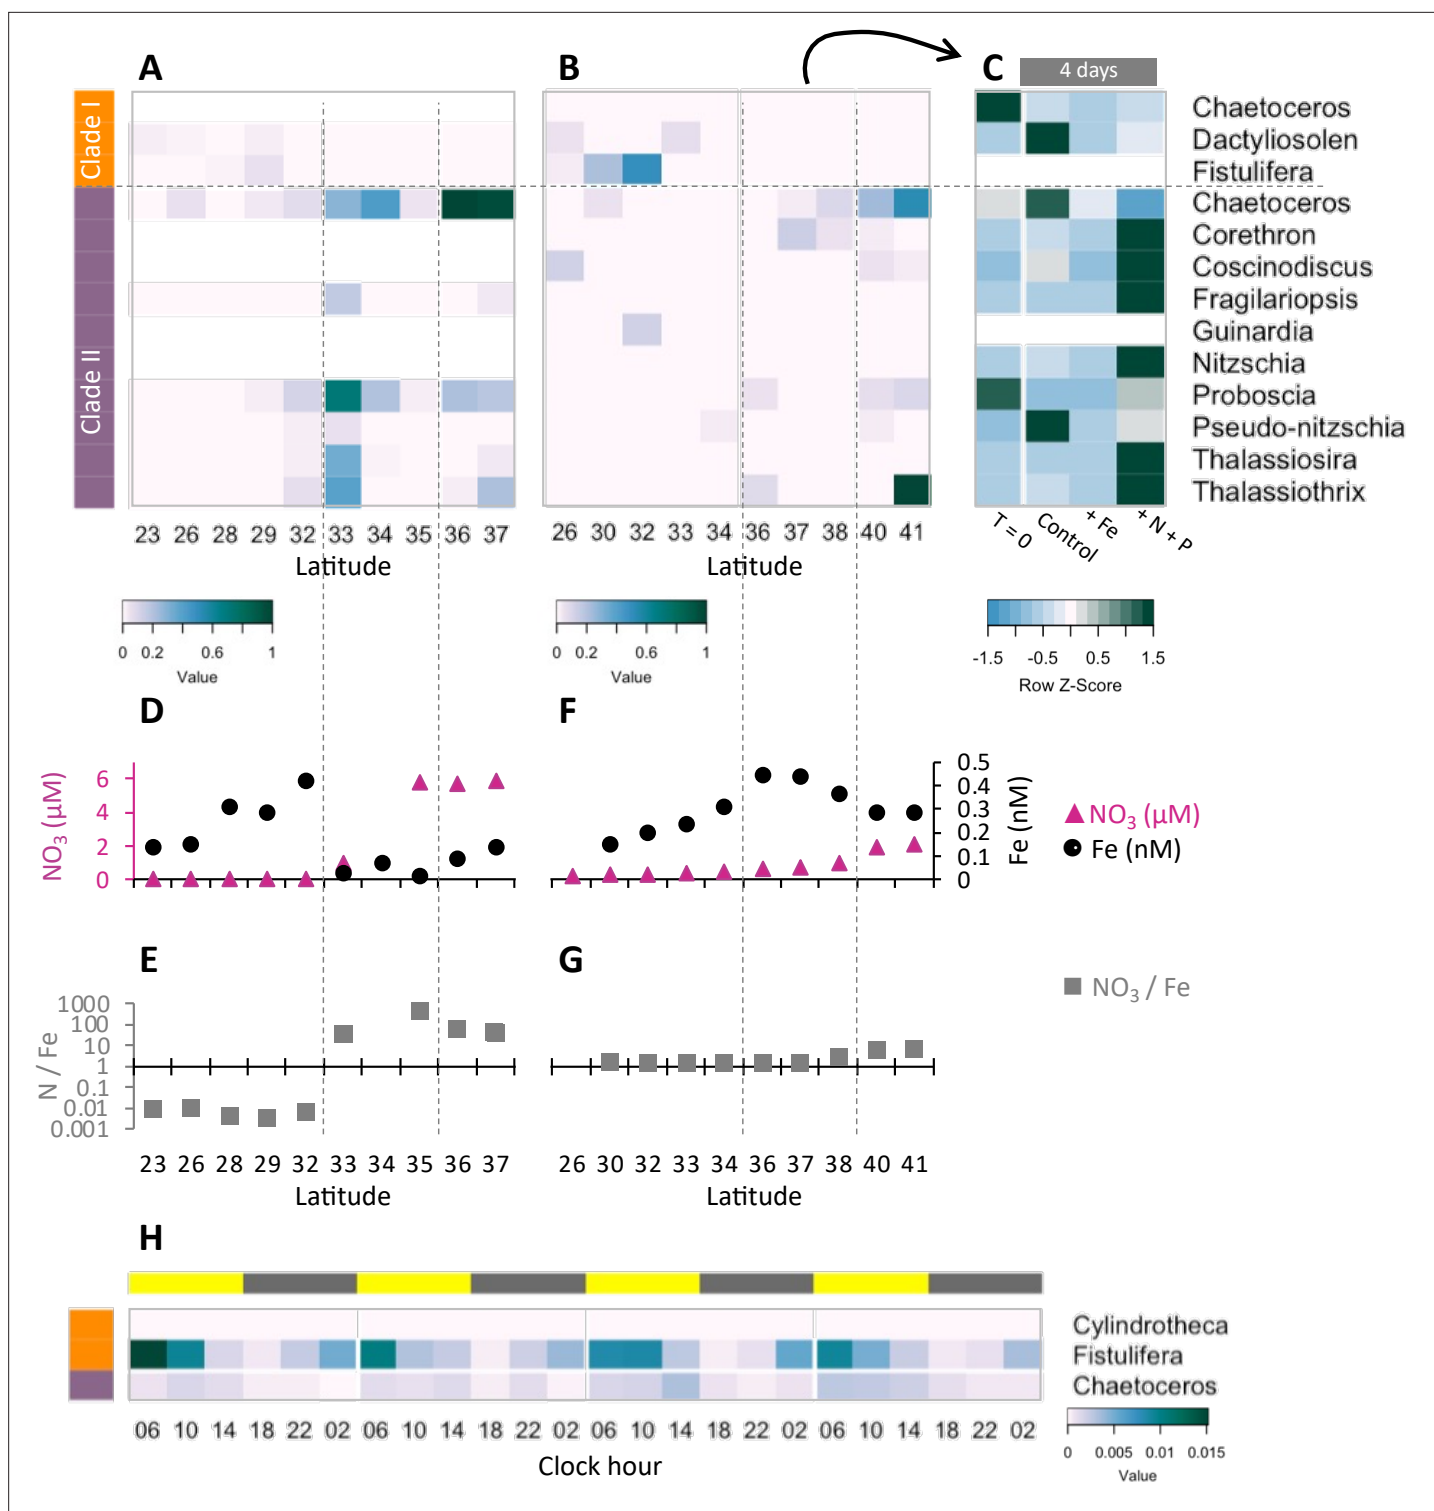 A
B
C
4 days
Clade I
Clade II
Chaetoceros
Dactyliosolen
Fistulifera
Chaetoceros
Corethron
Coscinodiscus
Fragilariopsis
Guinardia
Nitzschia
Proboscia
Pseudo-nitzschia
Thalassiosira
Thalassiothrix
23 26 28 29 32 33 34 35 36 37
Latitude
26 30 32 33 34 36 37 38 40 41
Latitude
T = 0 Control + Fe + N + P
0 0.2 0.6 1
Value
0 0.2 0.6 1
Value
-1.5 -0.5 0.5 1.5
Row Z-Score
D
F
NO3 (µM)
6
4
2
0
0.5
0.4
0.3
0.2
0.1
0
Fe (nM)
NO3 (µM)
Fe (nM)
E
G
N / Fe
1000
100
10
1
0.1
0.01
0.001
NO3 / Fe
23 26 28 29 32 33 34 35 36 37
Latitude
26 30 32 33 34 36 37 38 40 41
Latitude
H
Cylindrotheca
Fistulifera
Chaetoceros
06 10 14 18 22 02 06 10 14 18 22 02 06 10 14 18 22 02 06 10 14 18 22 02
Clock hour
0 0.005 0.01 0.015
Value